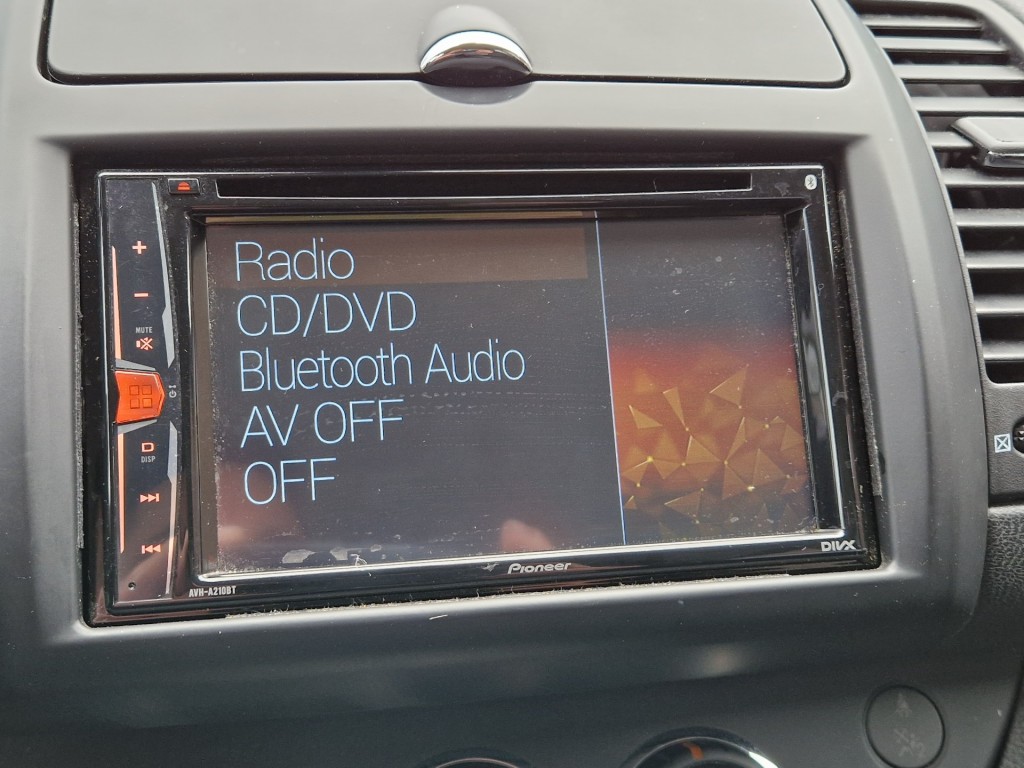 MUTE
DISP
Radio
CD/DVD
Bluetooth Audio
AV OFF
OFF
AVH-A210BT
Pioneer
DIVX